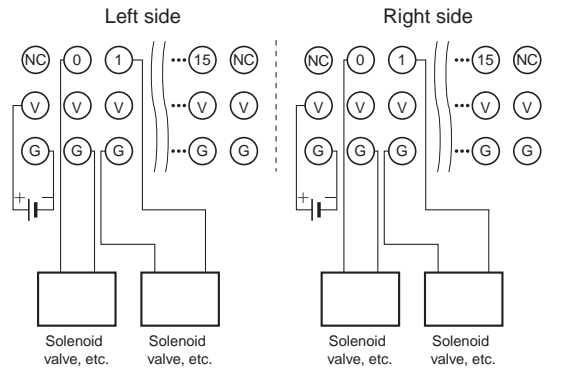 Left side Right side
NC 0 1 ···15 NC NC 0 1 ···15 NC
V V V ···V V V V V ···V V
G G G ···G G G G G ···G G
+ − + −
Solenoid valve, etc.
Solenoid valve, etc.
Solenoid valve, etc.
Solenoid valve, etc.